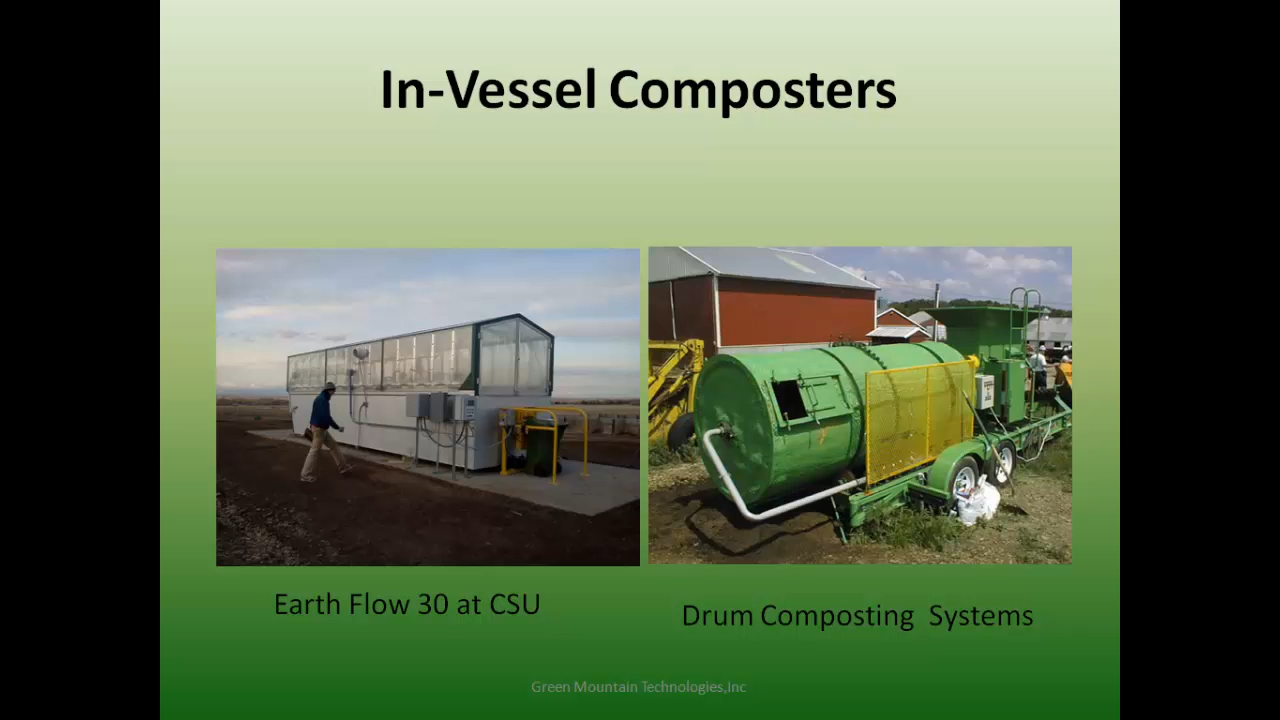 In-Vessel Composters
Earth Flow 30 at CSU
Drum Composting  Systems
Green Mountain Technologies,Inc